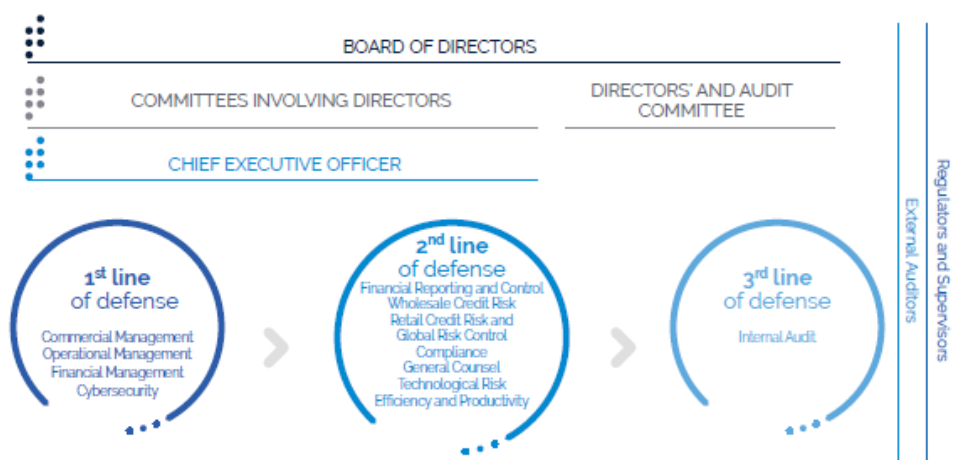 BOARD OF DIRECTORS
COMMITTEES INVOLVING DIRECTORS
DIRECTORS' AND AUDIT
COMMITTEE
CHIEF EXECUTIVE OFFICER
1st line
of defense
Commercial Management
Operational Management
Financial Management
Cybersecurity
2nd line
of defense
Financial Reporting and Control
Wholesale Credit Risk
Retail Credit Risk and
Global Risk Control
Compliance
General Counsel
Technological Risk
Efficiency and Productivity
3rd line
of defense
Internal Audit
External Auditors
Regulators and Supervisors